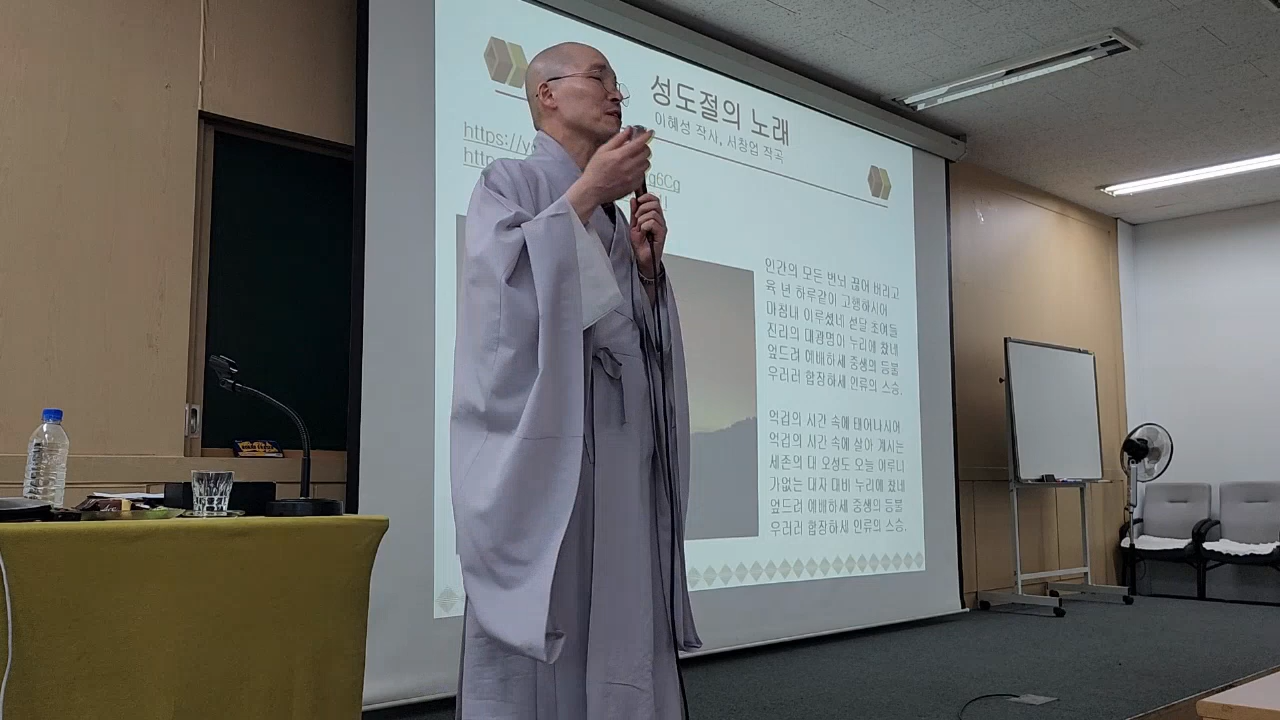 성도절의 노래
이혜성 작사, 서창업 작곡
https://y
http
g6Cg
인간의 모든 번뇌 끊어 버리고
육 년 하루같이 고행하시어
마침내 이루셨네 섣달 초여들
진리의 대광명이 누리에 찼네
엎드려 예배하세 중생의 등불
우러러 합장하세 인류의 스승.
억겁의 시간 속에 태어나시어
억겁의 시간 속에 살아 계시는
세존의 대 오성도 오늘 이루니
가없는 대자 대비 누리에 찼네
엎드려 예배하세 중생의 등불
우러러 합장하세 인류의 스승.